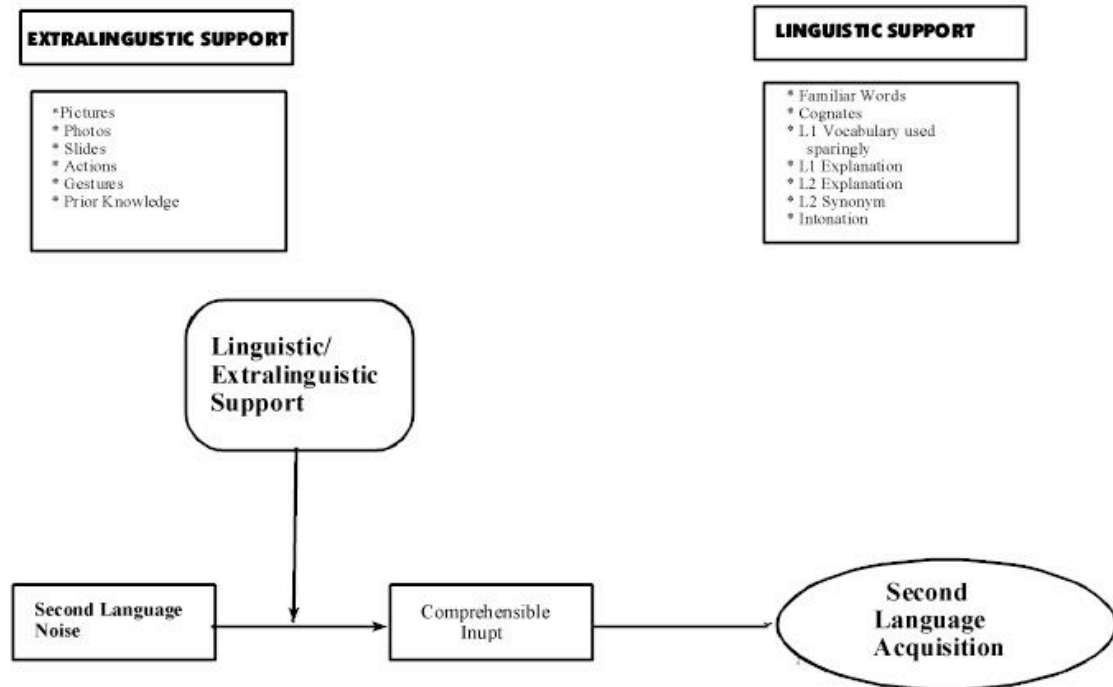 EXTRALINGUISTIC SUPPORT
*Pictures
* Photos
* Slides
* Actions
* Gestures
* Prior Knowledge
LINGUISTIC SUPPORT
* Familiar Words
* Cognates
* L1 Vocabulary used
sparingly
* L1 Explanation
* L2 Explanation
* L2 Synonym
* Intonation
Linguistic/
Extralinguistic
Support
Second Language
Noise
Comprehensible
Inupt
Second
Language
Acquisition